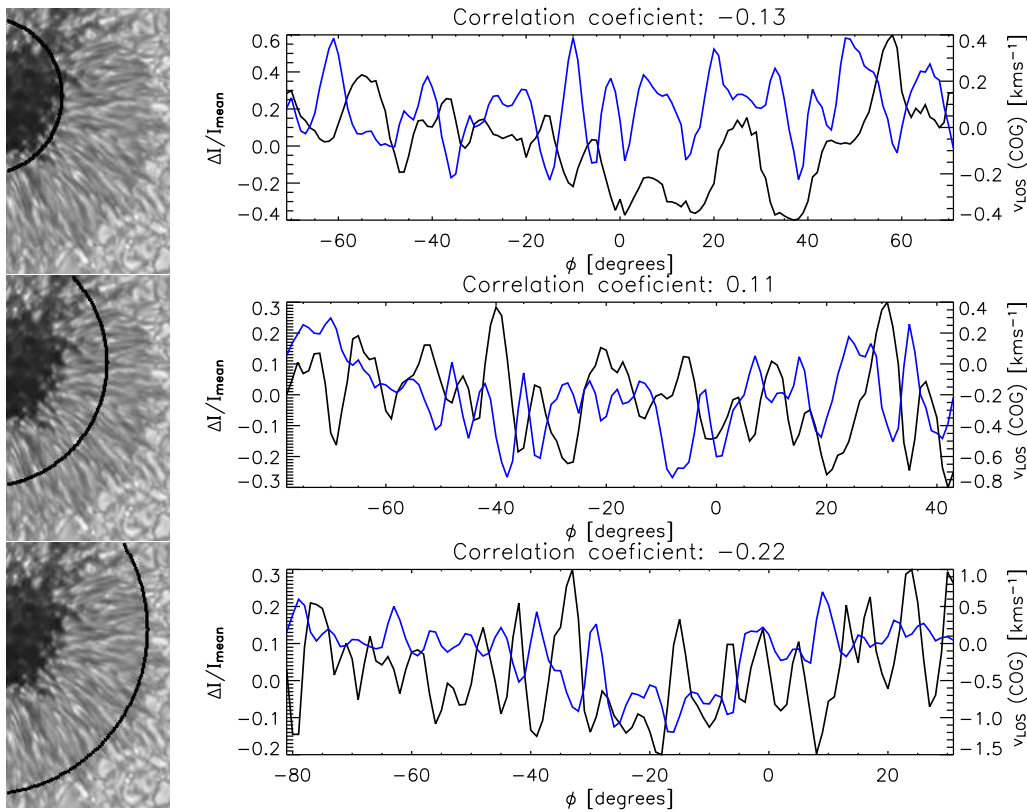 Correlation coeficient: −0.13
0.6
0.4
0.2
0.0
−0.2
−0.4
ΔI/Imean
0.4
0.2
0.0
−0.2
−0.4
vLOS (COG) [kms⁻¹]
−60 −40 −20 0 20 40 60
ϕ [degrees]
Correlation coeficient: 0.11
0.3
0.2
0.1
0.0
−0.1
−0.2
−0.3
ΔI/Imean
0.4
0.2
0.0
−0.2
−0.4
−0.6
−0.8
vLOS (COG) [kms⁻¹]
−60 −40 −20 0 20 40
ϕ [degrees]
Correlation coeficient: −0.22
0.3
0.2
0.1
0.0
−0.1
−0.2
ΔI/Imean
1.0
0.5
0.0
−0.5
−1.0
−1.5
vLOS (COG) [kms⁻¹]
−80 −60 −40 −20 0 20
ϕ [degrees]